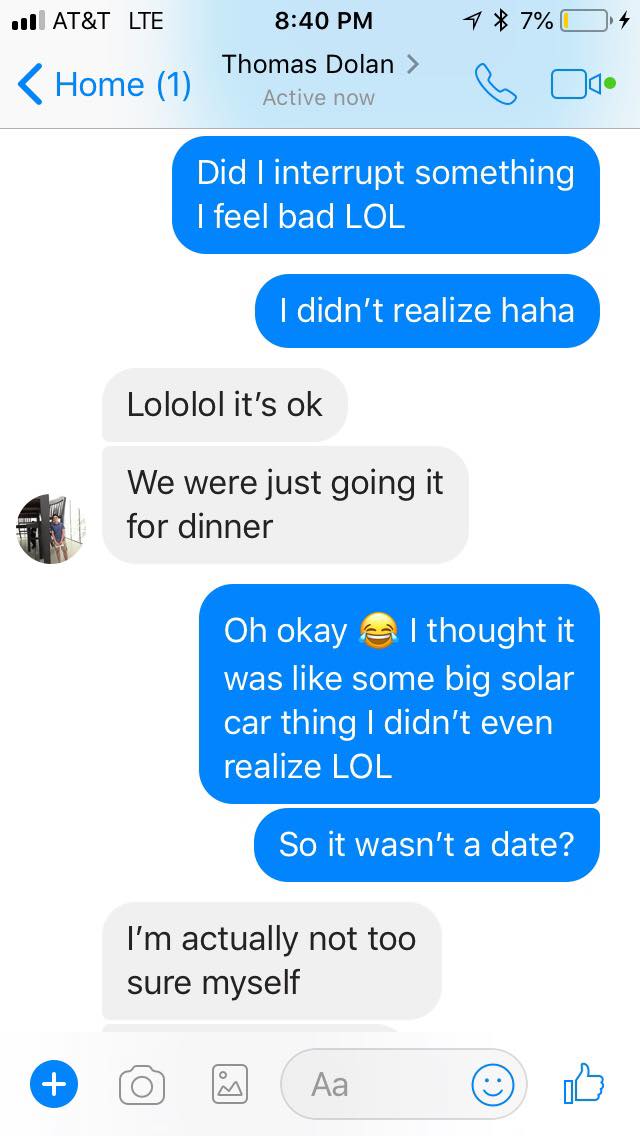 AT&T LTE 8:40 PM 7%
Home (1) Thomas Dolan
Active now
Did I interrupt something
I feel bad LOL
I didn’t realize haha
Lololol it’s ok
We were just going it
for dinner
Oh okay 😂 I thought it
was like some big solar
car thing I didn’t even
realize LOL
So it wasn’t a date?
I’m actually not too
sure myself
Aa